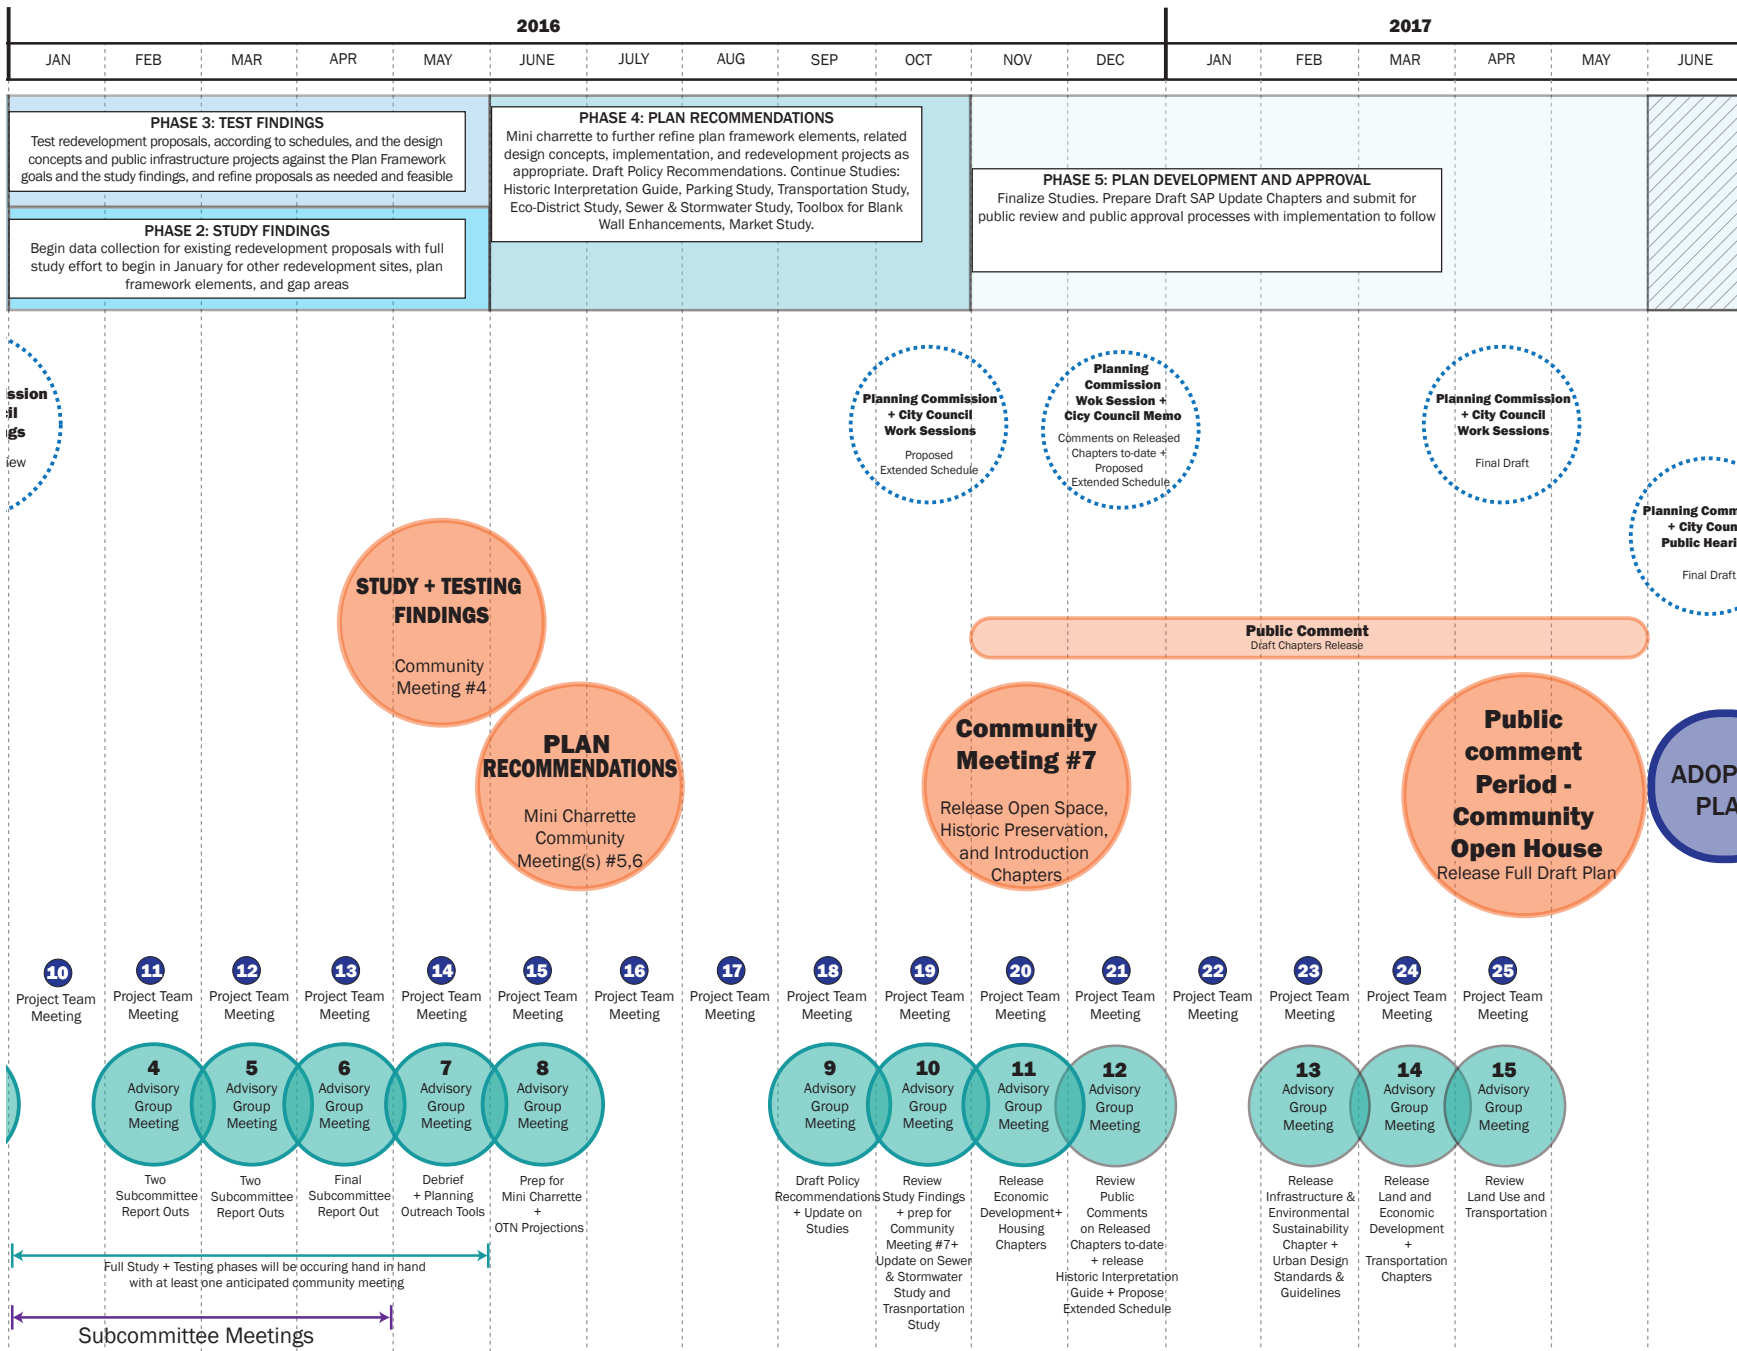 2016
2017
JAN
FEB
MAR
APR
MAY
JUNE
JULY
AUG
SEP
OCT
NOV
DEC
JAN
FEB
MAR
APR
MAY
JUNE
PHASE 3: TEST FINDINGS
Test redevelopment proposals, according to schedules, and the design
concepts and public infrastructure projects against the Plan Framework
goals and the study findings, and refine proposals as needed and feasible
PHASE 2: STUDY FINDINGS
Begin data collection for existing redevelopment proposals with full
study effort to begin in January for other redevelopment sites, plan
framework elements, and gap areas
PHASE 4: PLAN RECOMMENDATIONS
Mini charrette to further refine plan framework elements, related
design concepts, implementation, and redevelopment projects as
appropriate. Draft Policy Recommendations. Continue Studies:
Historic Interpretation Guide, Parking Study, Transportation Study,
Eco-District Study, Sewer & Stormwater Study, Toolbox for Blank
Wall Enhancements, Market Study.
PHASE 5: PLAN DEVELOPMENT AND APPROVAL
Finalize Studies. Prepare Draft SAP Update Chapters and submit for
public review and public approval processes with implementation to follow
ssion
il
gs
iew
Planning Commission
+ City Council
Work Sessions
Proposed
Extended Schedule
Planning
Commission
Wok Session +
Cicy Council Memo
Comments on Released
Chapters to-date +
Proposed
Extended Schedule
Planning Commission
+ City Council
Work Sessions
Final Draft
Planning Comm
+ City Coun
Public Heari
Final Draft
STUDY + TESTING
FINDINGS
Community
Meeting #4
PLAN
RECOMMENDATIONS
Mini Charrette
Community
Meeting(s) #5,6
Public Comment
Draft Chapters Release
Community
Meeting #7
Release Open Space,
Historic Preservation,
and Introduction
Chapters
Public
comment
Period -
Community
Open House
Release Full Draft Plan
ADOP
PLA
10
Project Team
Meeting
11
Project Team
Meeting
12
Project Team
Meeting
13
Project Team
Meeting
14
Project Team
Meeting
15
Project Team
Meeting
16
Project Team
Meeting
17
Project Team
Meeting
18
Project Team
Meeting
19
Project Team
Meeting
20
Project Team
Meeting
21
Project Team
Meeting
22
Project Team
Meeting
23
Project Team
Meeting
24
Project Team
Meeting
25
Project Team
Meeting
4
Advisory
Group
Meeting
Two
Subcommittee
Report Outs
5
Advisory
Group
Meeting
Two
Subcommittee
Report Outs
6
Advisory
Group
Meeting
Final
Subcommittee
Report Out
7
Advisory
Group
Meeting
Debrief
+ Planning
Outreach Tools
8
Advisory
Group
Meeting
Prep for
Mini Charrette
+
OTN Projections
9
Advisory
Group
Meeting
Draft Policy
Recommendations
+ Update on
Studies
10
Advisory
Group
Meeting
Review
Study Findings
+ prep for
Community
Meeting #7+
Update on Sewer
& Stormwater
Study and
Trasnportation
Study
11
Advisory
Group
Meeting
Release
Economic
Development+
Housing
Chapters
12
Advisory
Group
Meeting
Review
Public
Comments
on Released
Chapters to-date
+ release
Historic Interpretation
Guide + Propose
Extended Schedule
13
Advisory
Group
Meeting
Release
Infrastructure &
Environmental
Sustainability
Chapter +
Urban Design
Standards &
Guidelines
14
Advisory
Group
Meeting
Release
Land and
Economic
Development
+
Transportation
Chapters
15
Advisory
Group
Meeting
Review
Land Use and
Transportation
Full Study + Testing phases will be occuring hand in hand
with at least one anticipated community meeting
Subcommittee Meetings